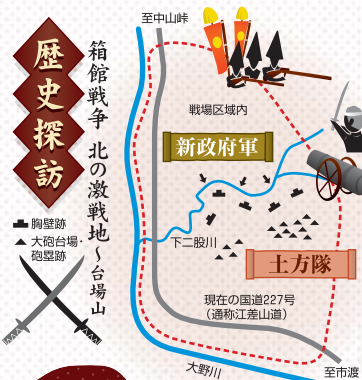 歴史探訪
箱館戦争 北の激戦地～台場山
胸壁跡
大砲台場・
砲塁跡
至中山峠
戦場区域内
新政府軍
下二股川
土方隊
現在の国道227号
（通称江差山道）
大野川
至市渡